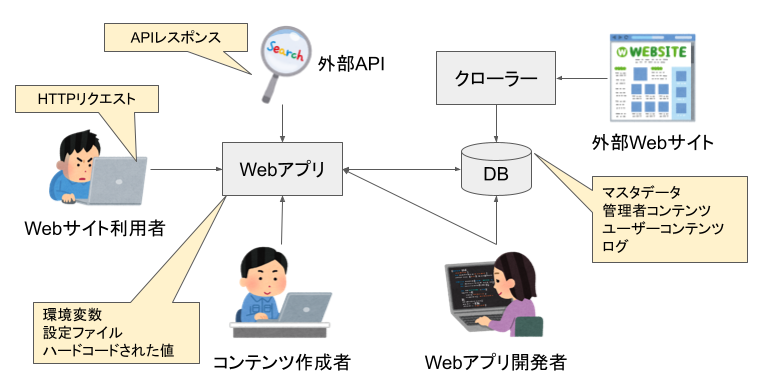 APIレスポンス
Search
外部API
HTTPリクエスト
クローラー
W WEBSITE
外部Webサイト
Webアプリ
DB
Webサイト利用者
マスタデータ
管理者コンテンツ
ユーザーコンテンツ
ログ
環境変数
設定ファイル
ハードコードされた値
コンテンツ作成者
Webアプリ開発者